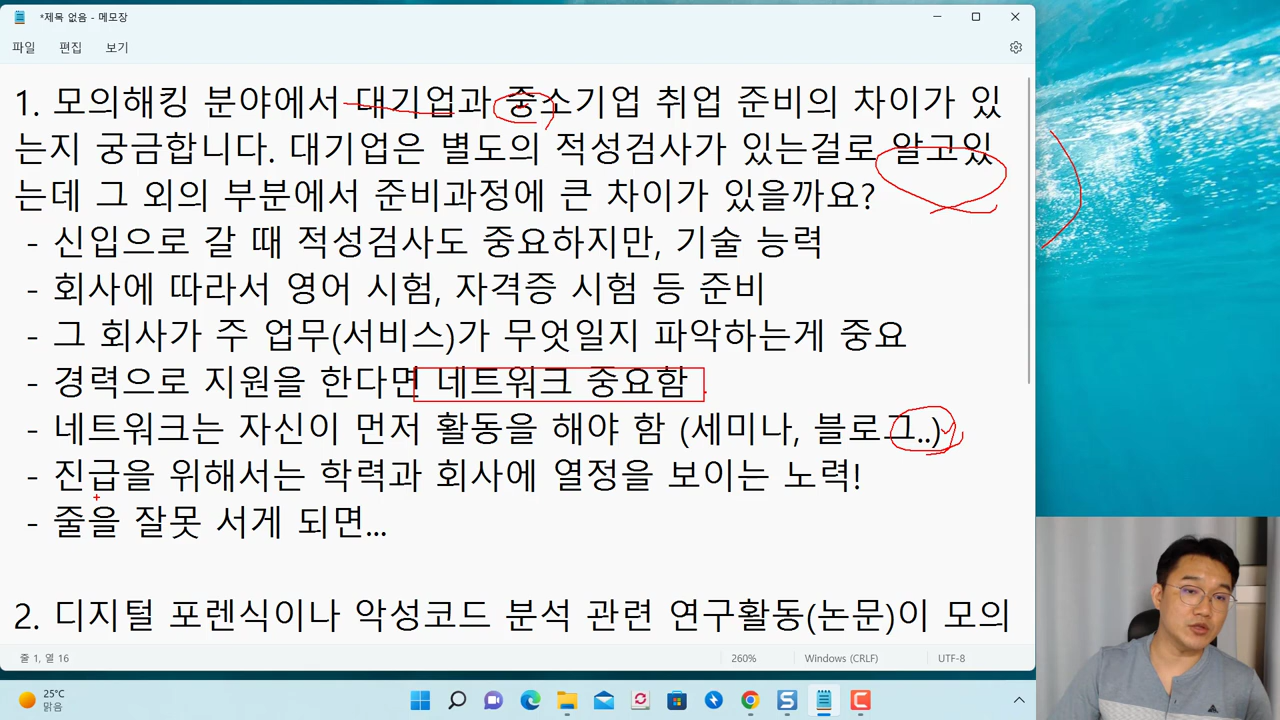 *제목 없음 - 메모장
파일 편집 보기
1. 모의해킹 분야에서 대기업과 중소기업 취업 준비의 차이가 있
는지 궁금합니다. 대기업은 별도의 적성검사가 있는걸로 알고있
는데 그 외의 부분에서 준비과정에 큰 차이가 있을까요?
- 신입으로 갈 때 적성검사도 중요하지만, 기술 능력
- 회사에 따라서 영어 시험, 자격증 시험 등 준비
- 그 회사가 주 업무(서비스)가 무엇일지 파악하는게 중요
- 경력으로 지원을 한다면 네트워크 중요함
- 네트워크는 자신이 먼저 활동을 해야 함 (세미나, 블로그..)
- 진급을 위해서는 학력과 회사에 열정을 보이는 노력!
- 줄을 잘못 서게 되면...
2. 디지털 포렌식이나 악성코드 분석 관련 연구활동(논문)이 모의
줄 1, 열 16 260% Windows (CRLF) UTF-8
25°C
맑음